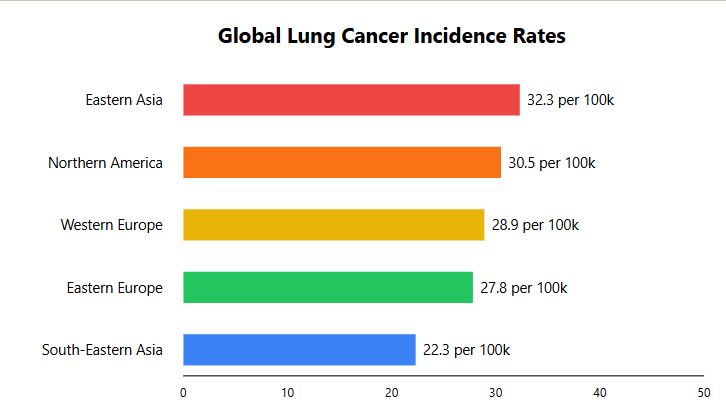 Global Lung Cancer Incidence Rates
Eastern Asia 32.3 per 100k
Northern America 30.5 per 100k
Western Europe 28.9 per 100k
Eastern Europe 27.8 per 100k
South-Eastern Asia 22.3 per 100k
0 10 20 30 40 50